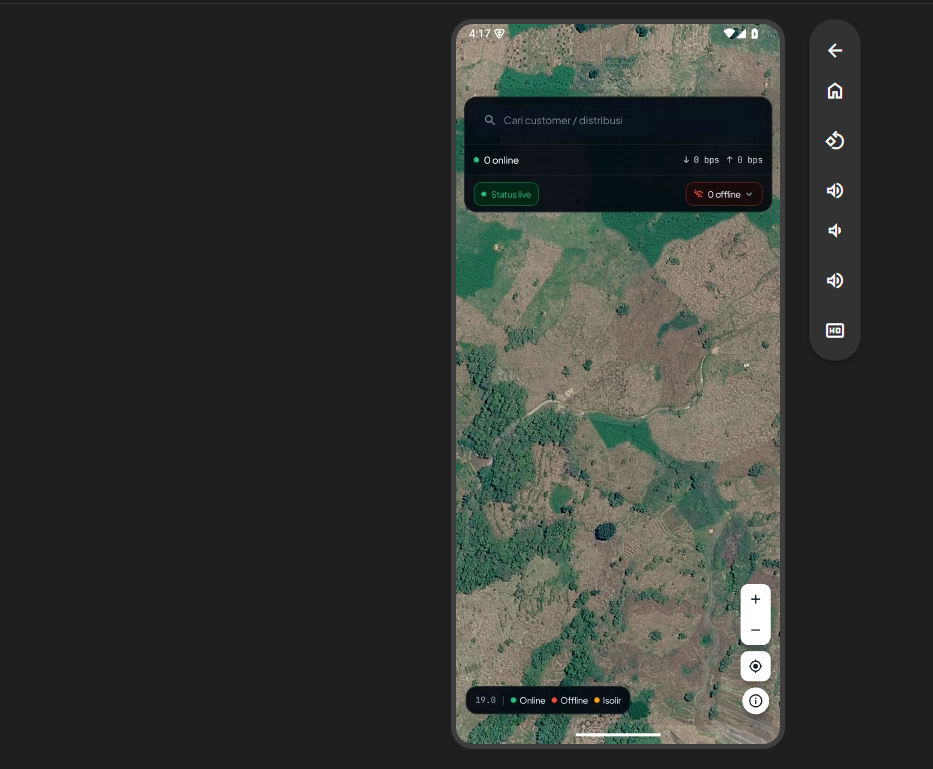 4:17
Cari customer / distribusi
0 online ↓ 0 bps ↑ 0 bps
Status live 0 offline
+
−
19.0 | Online Offline Isolir
HD